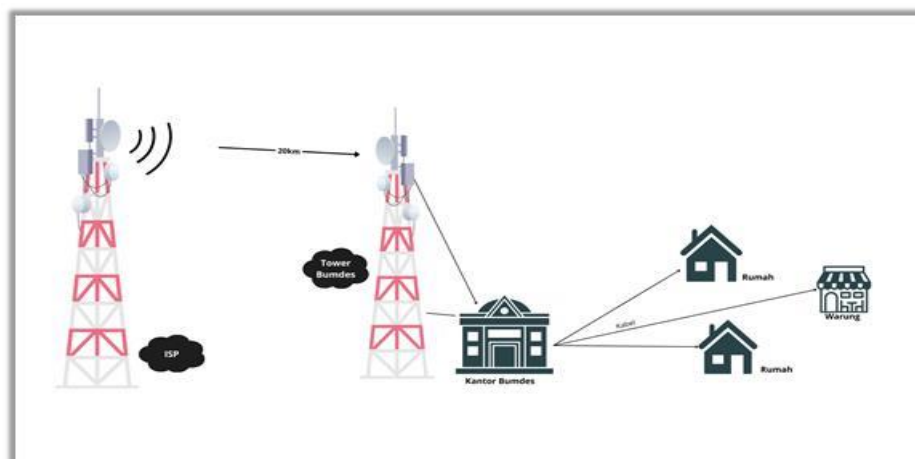 20km
Tower
Bumdes
ISP
Kantor Bumdes
Rumah
Kabel
Warung
Rumah